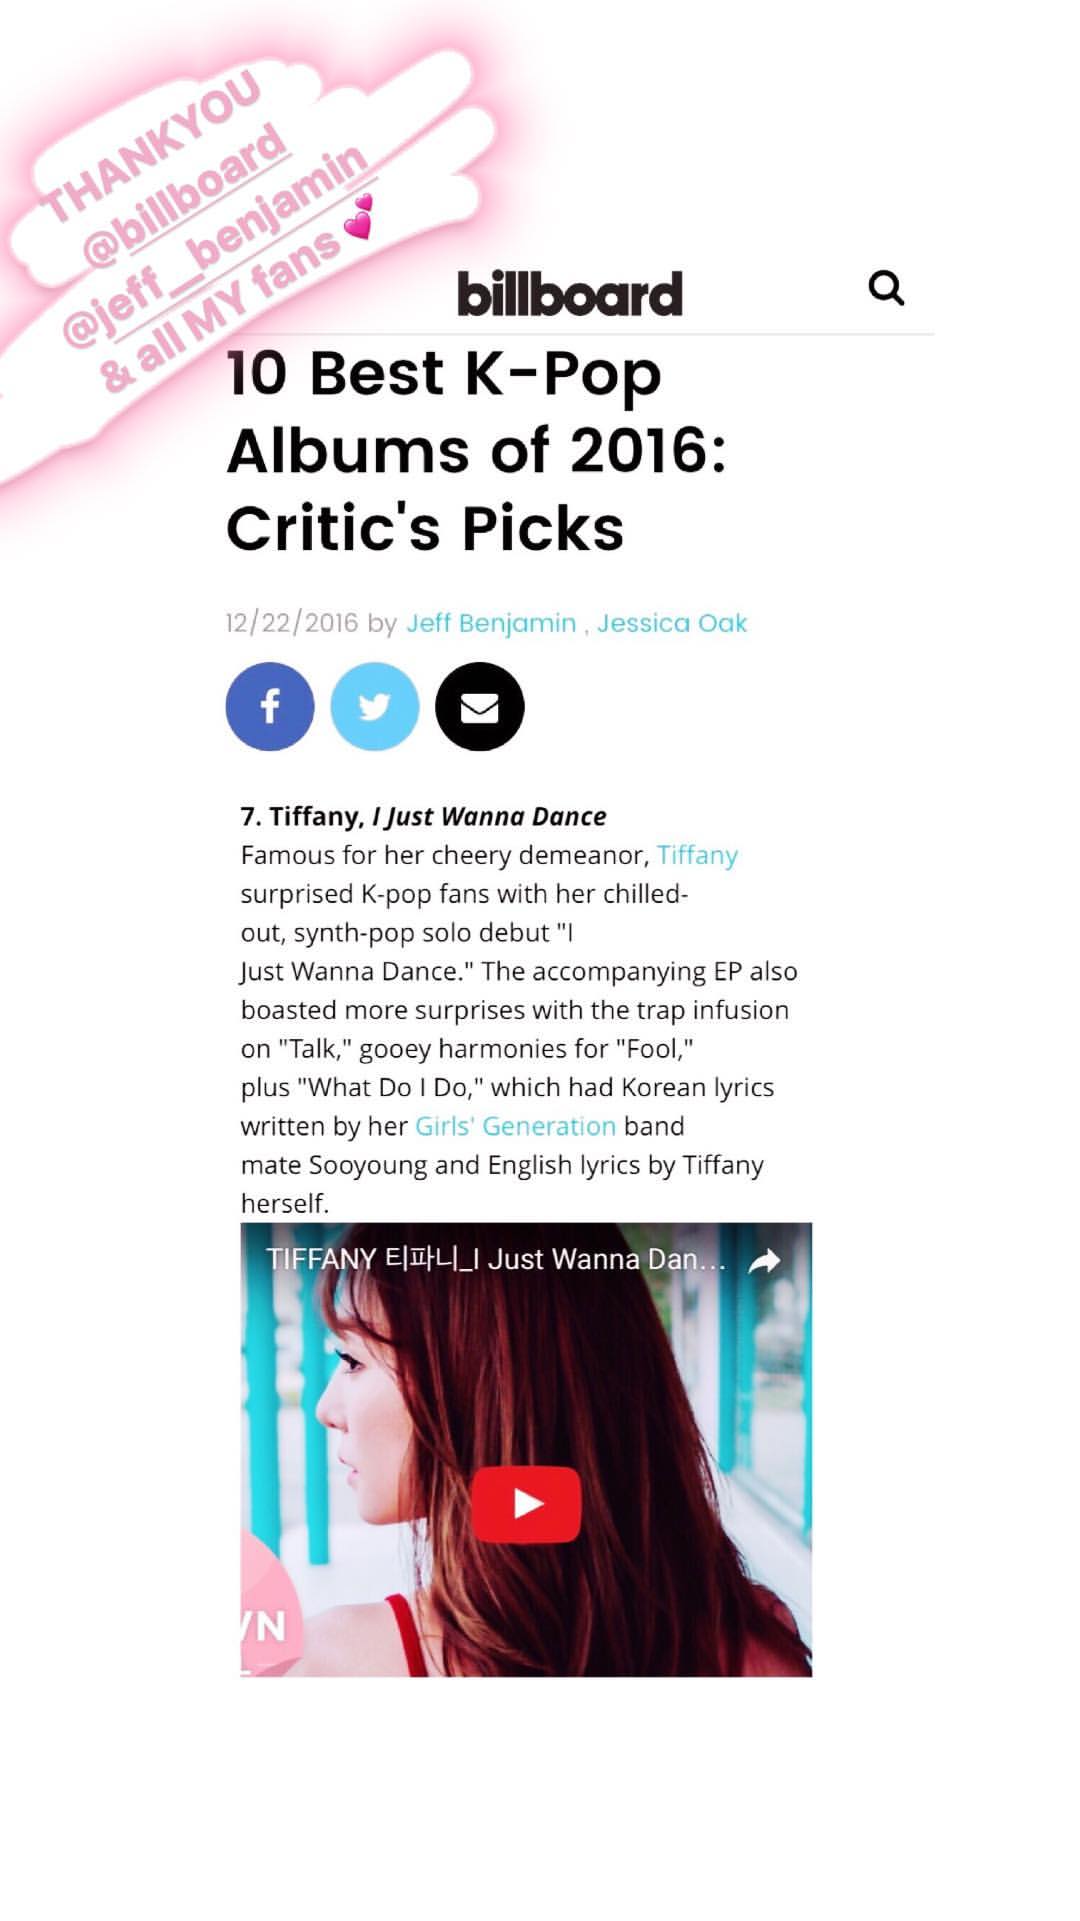 THANKYOU
@billboard
@jeff__benjamin
& all MY fans 💕
billboard
10 Best K-Pop
Albums of 2016:
Critic's Picks
12/22/2016 by Jeff Benjamin , Jessica Oak
7. Tiffany, I Just Wanna Dance
Famous for her cheery demeanor, Tiffany
surprised K-pop fans with her chilled-
out, synth-pop solo debut "I
Just Wanna Dance." The accompanying EP also
boasted more surprises with the trap infusion
on "Talk," gooey harmonies for "Fool,"
plus "What Do I Do," which had Korean lyrics
written by her Girls' Generation band
mate Sooyoung and English lyrics by Tiffany
herself.
TIFFANY 티파니_I Just Wanna Dan...